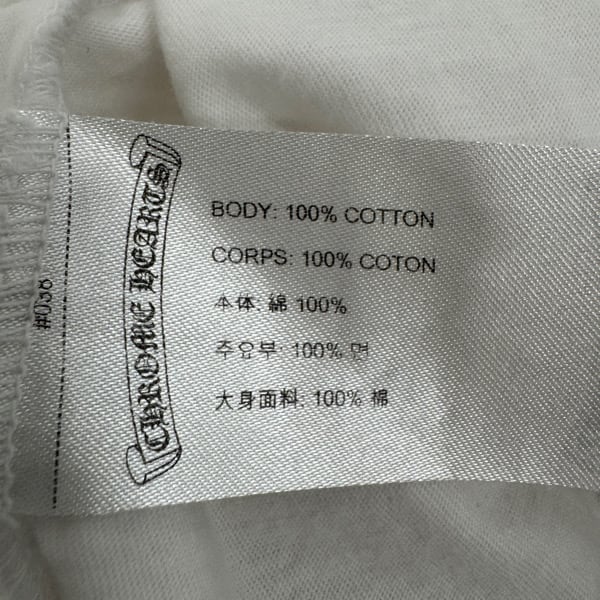 #038
CHROME HEARTS
BODY: 100% COTTON
CORPS: 100% COTON
本体: 綿 100%
주요부: 100% 면
大身面料: 100% 棉